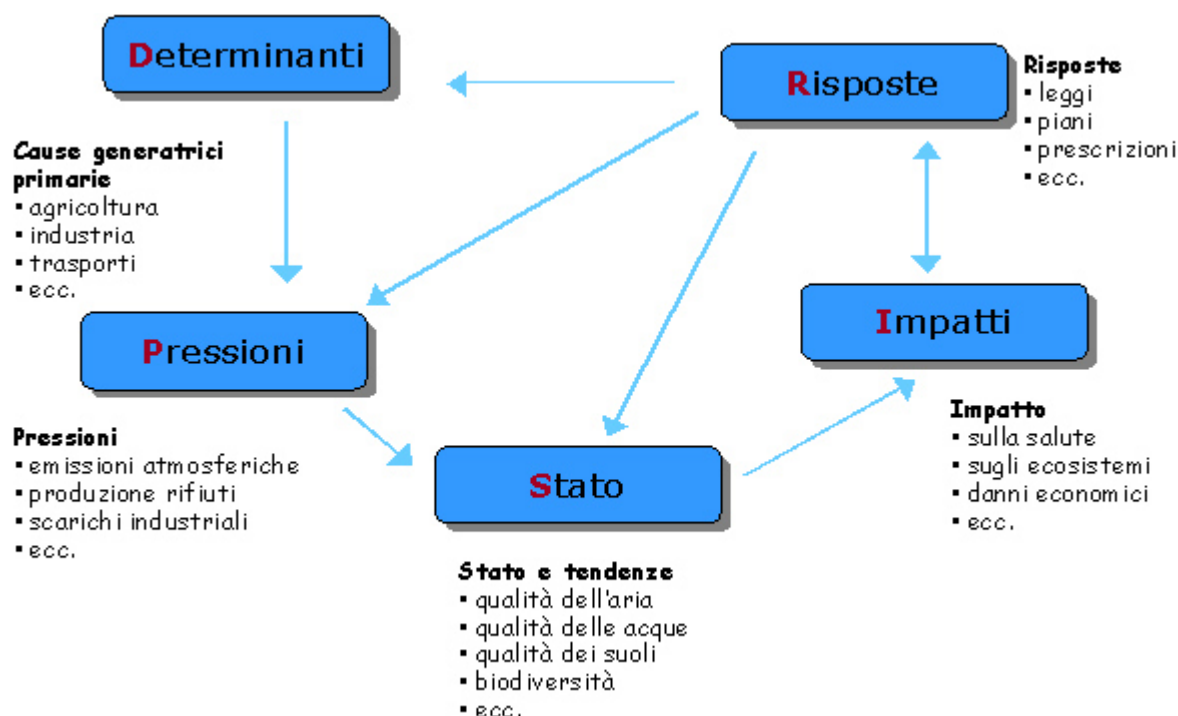 Determinanti
Risposte
Risposte
▪ leggi
▪ piani
▪ prescrizioni
▪ ecc.
Cause generatrici
primarie
▪ agricoltura
▪ industria
▪ trasporti
▪ ecc.
Pressioni
Impatti
Pressioni
▪ emissioni atmosferiche
▪ produzione rifiuti
▪ scarichi industriali
▪ ecc.
Stato
Impatto
▪ sulla salute
▪ sugli ecosistemi
▪ danni economici
▪ ecc.
Stato e tendenze
▪ qualità dell'aria
▪ qualità delle acque
▪ qualità dei suoli
▪ biodiversità
▪ ecc.